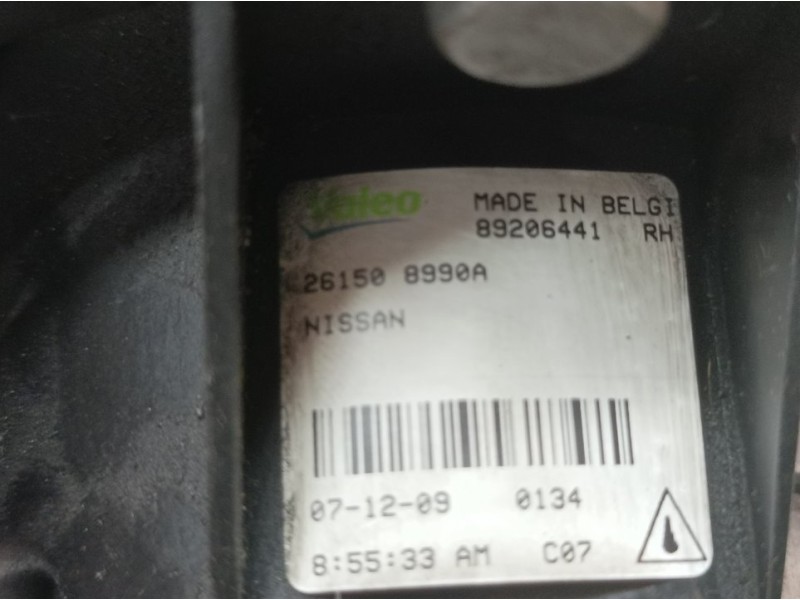 Valeo MADE IN BELGI
89206441 RH
26150 8990A
NISSAN
07-12-09 0134
8:55:33 AM C07